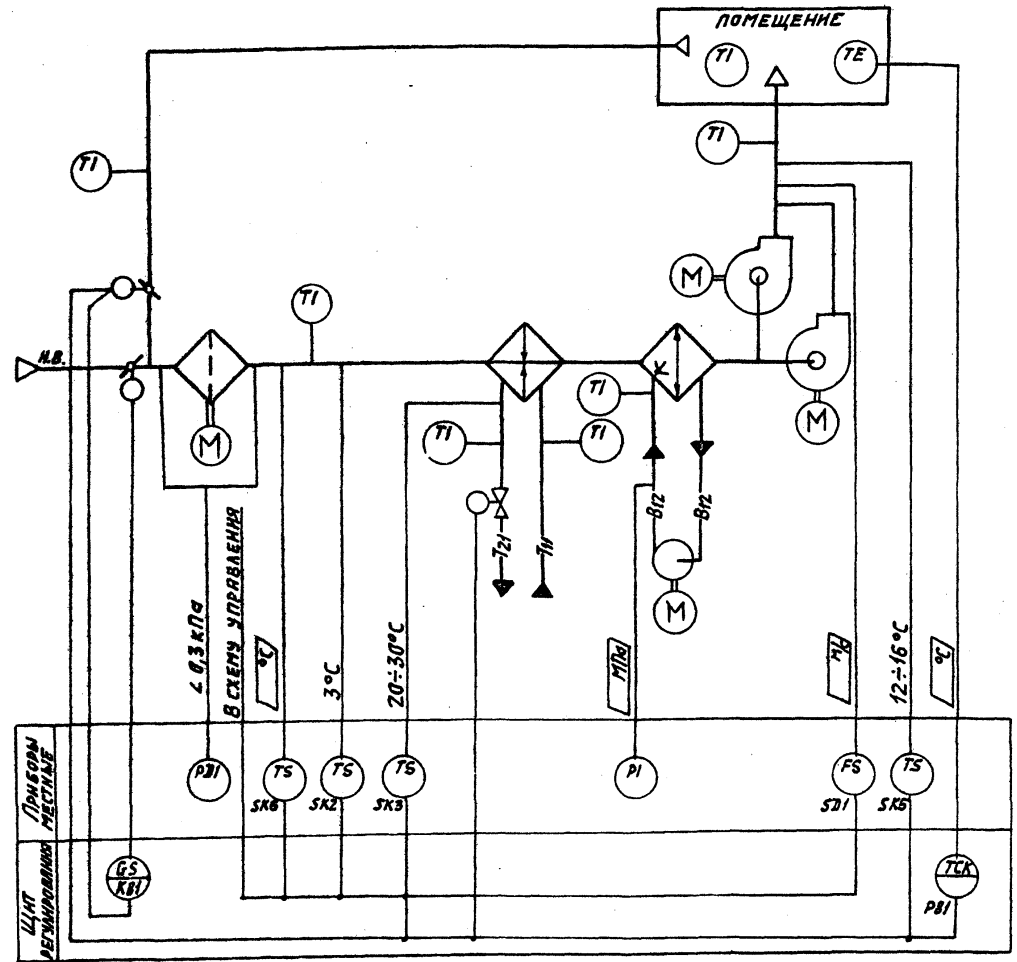 ПОМЕЩЕНИЕ
TI
TE
TI
TI
M
TI
Н.В.
M
TI
TI
TI
M
T21
T11
B12
B12
M
< 0,3 кПа
В СХЕМУ УПРАВЛЕНИЯ
°C
3°C
20÷30°C
МПа
12÷16°C
°C
ПРИБОРЫ МЕСТНЫЕ
PDI
TS
SK6
TS
SK2
TS
SK3
PI
FS
SD1
TS
SK5
ЩИТ РЕГУЛИРОВАНИЯ
GS
KB1
TCK
PB1